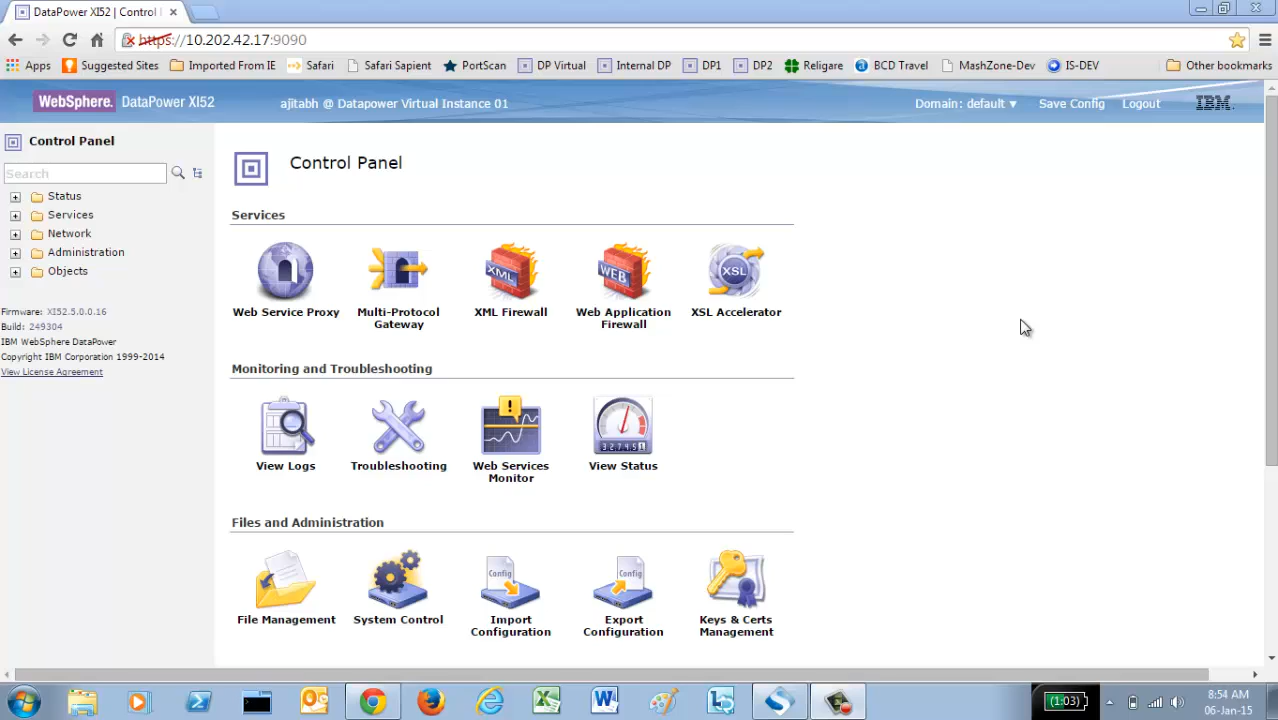 DataPower XI52 | Control
https://10.202.42.17:9090
Apps Suggested Sites Imported From IE Safari Safari Sapient PortScan DP Virtual Internal DP DP1 DP2 Religare BCD Travel MashZone-Dev IS-DEV Other bookmarks
WebSphere. DataPower XI52 ajitabh @ Datapower Virtual Instance 01 Domain: default Save Config Logout IBM
Control Panel
Search
Status
Services
Network
Administration
Objects
Firmware: XI52.5.0.0.16
Build: 249304
IBM WebSphere DataPower
Copyright IBM Corporation 1999-2014
View License Agreement
Control Panel
Services
XML
WEB
XSL
Web Service Proxy
Multi-Protocol
Gateway
XML Firewall
Web Application
Firewall
XSL Accelerator
Monitoring and Troubleshooting
View Logs
Troubleshooting
Web Services
Monitor
View Status
Files and Administration
Config
Config
File Management
System Control
Import
Configuration
Export
Configuration
Keys & Certs
Management
(1:03)
8:54 AM
06-Jan-15